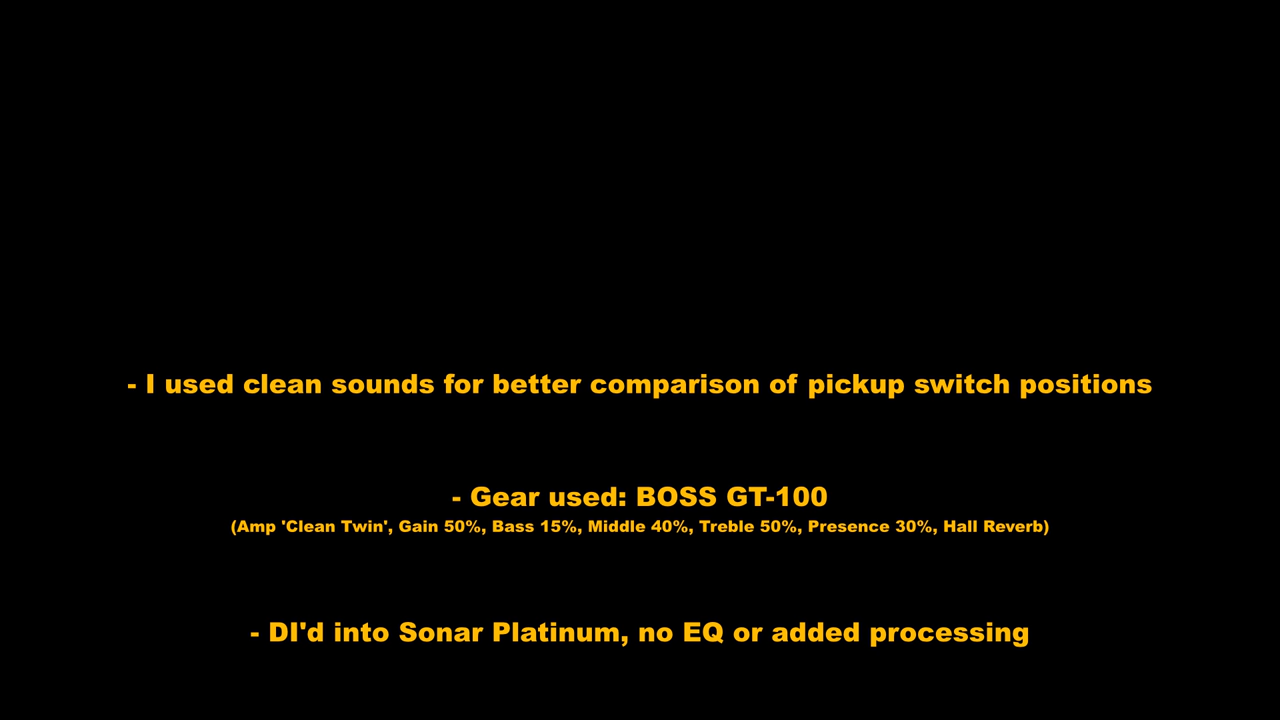 - I used clean sounds for better comparison of pickup switch positions
- Gear used: BOSS GT-100
(Amp 'Clean Twin', Gain 50%, Bass 15%, Middle 40%, Treble 50%, Presence 30%, Hall Reverb)
- DI'd into Sonar Platinum, no EQ or added processing